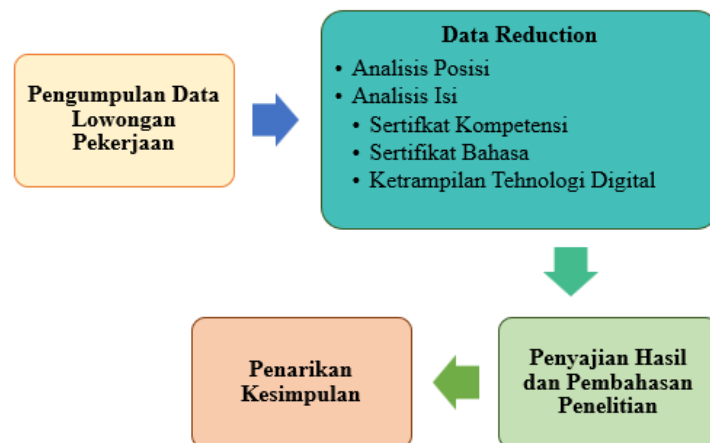 Pengumpulan Data
Lowongan
Pekerjaan
Data Reduction
• Analisis Posisi
• Analisis Isi
• Sertifkat Kompetensi
• Sertifikat Bahasa
• Ketrampilan Tehnologi Digital
Penyajian Hasil
dan Pembahasan
Penelitian
Penarikan
Kesimpulan